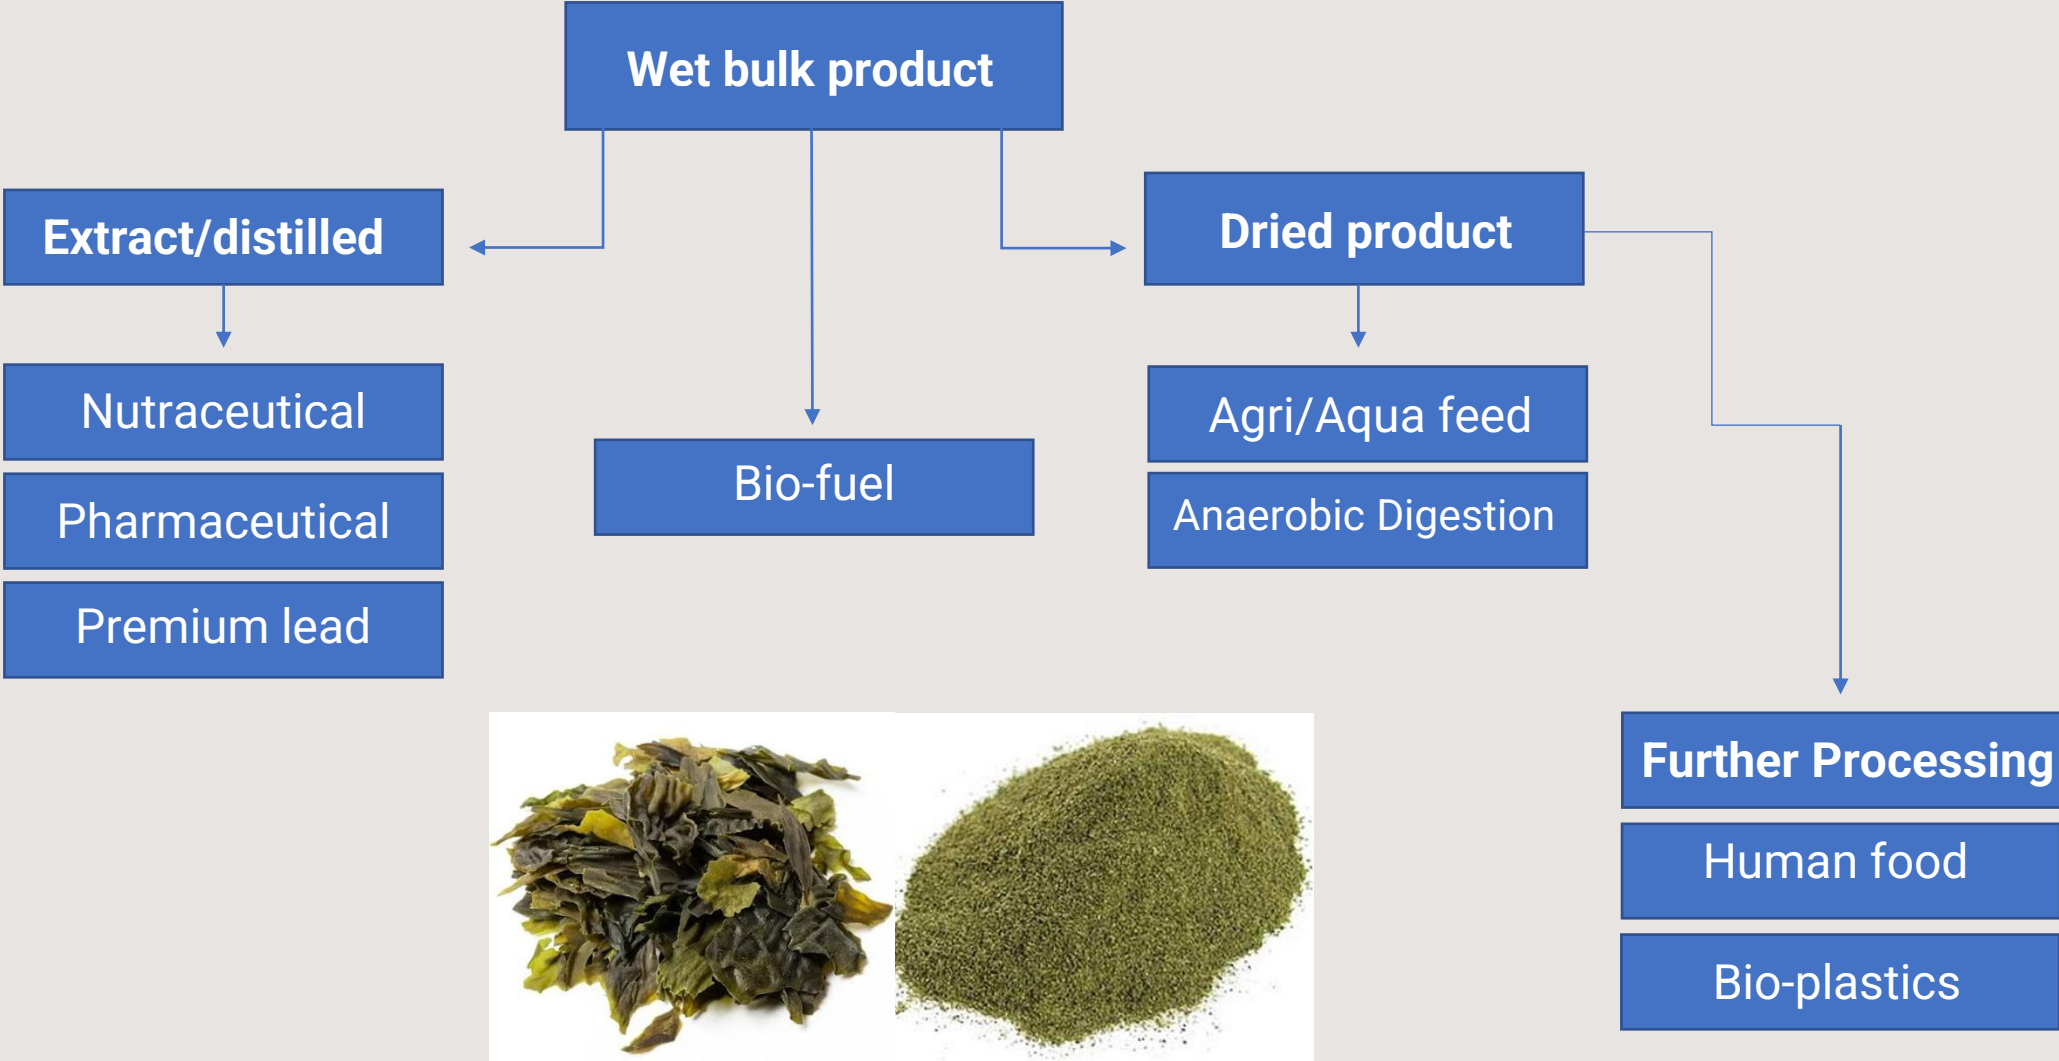 Wet bulk product
Extract/distilled
Dried product
Nutraceutical
Pharmaceutical
Premium lead
Bio-fuel
Agri/Aqua feed
Anaerobic Digestion
Further Processing
Human food
Bio-plastics